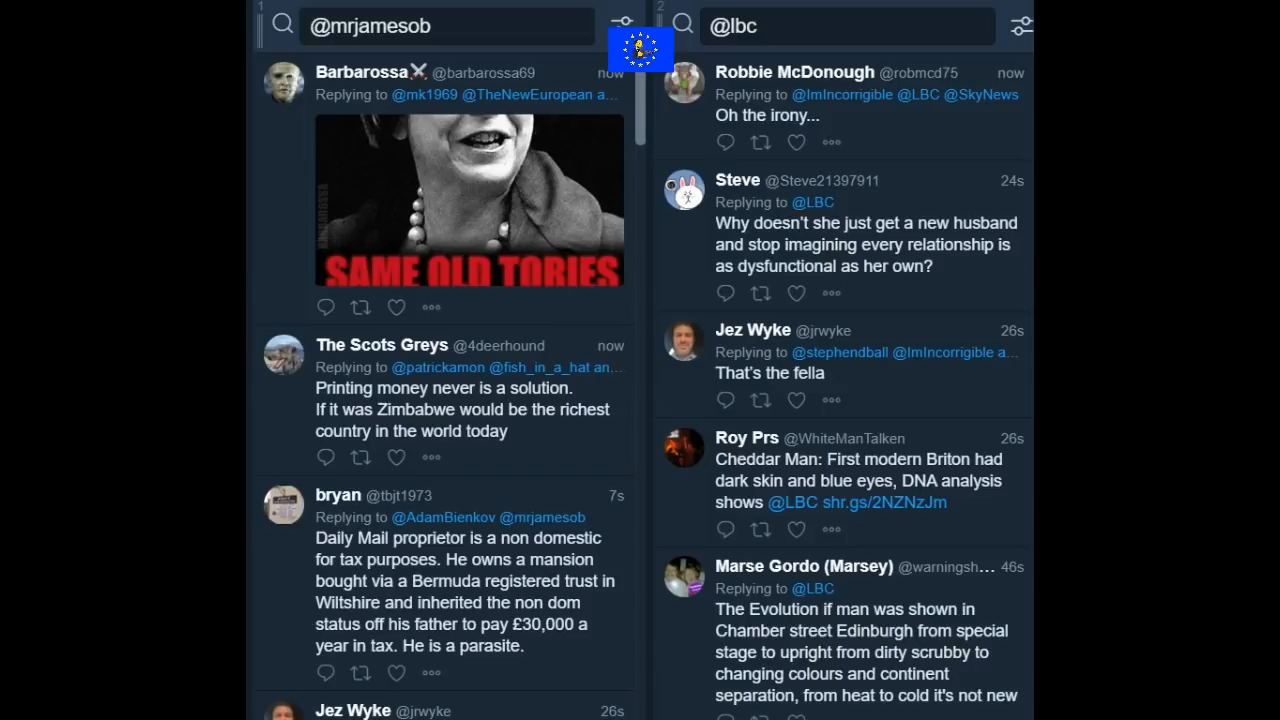 1
@mrjamesob
Barbarossa⚔ @barbarossa69 now
Replying to @mk1969 @TheNewEuropean a…
BARBAROSSA
SAME OLD TORIES
The Scots Greys @4deerhound now
Replying to @patrickamon @fish_in_a_hat an…
Printing money never is a solution.
If it was Zimbabwe would be the richest
country in the world today
bryan @tbjt1973 7s
Replying to @AdamBienkov @mrjamesob
Daily Mail proprietor is a non domestic
for tax purposes. He owns a mansion
bought via a Bermuda registered trust in
Wiltshire and inherited the non dom
status off his father to pay £30,000 a
year in tax. He is a parasite.
Jez Wyke @jrwyke 26s
2
@lbc
Robbie McDonough @robmcd75 now
Replying to @ImIncorrigible @LBC @SkyNews
Oh the irony...
Steve @Steve21397911 24s
Replying to @LBC
Why doesn't she just get a new husband
and stop imagining every relationship is
as dysfunctional as her own?
Jez Wyke @jrwyke 26s
Replying to @stephendball @ImIncorrigible a…
That's the fella
Roy Prs @WhiteManTalken 26s
Cheddar Man: First modern Briton had
dark skin and blue eyes, DNA analysis
shows @LBC shr.gs/2NZNzJm
Marse Gordo (Marsey) @warningsh… 46s
Replying to @LBC
The Evolution if man was shown in
Chamber street Edinburgh from special
stage to upright from dirty scrubby to
changing colours and continent
separation, from heat to cold it's not new